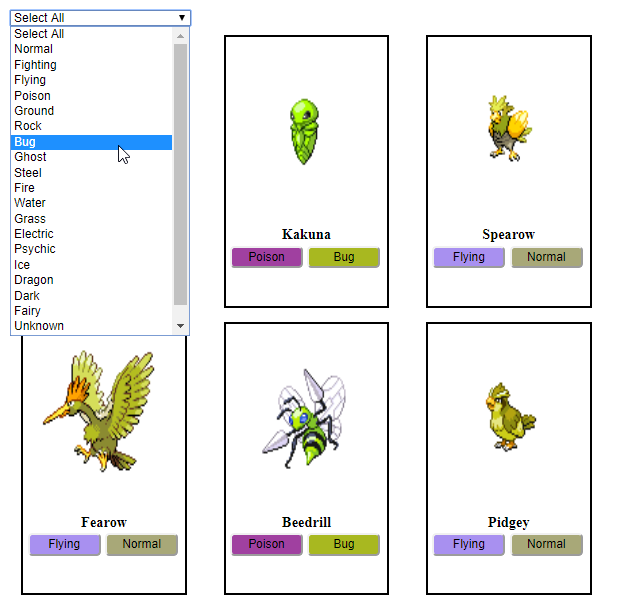 Select All
Select All
Normal
Fighting
Flying
Poison
Ground
Rock
Bug
Ghost
Steel
Fire
Water
Grass
Electric
Psychic
Ice
Dragon
Dark
Fairy
Unknown
Kakuna
Poison Bug
Spearow
Flying Normal
Fearow
Flying Normal
Beedrill
Poison Bug
Pidgey
Flying Normal